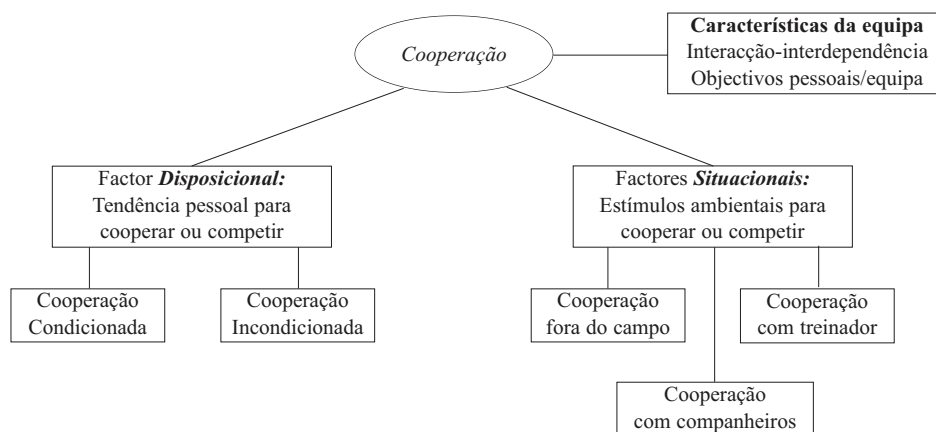 Cooperação
Características da equipa
Interacção-interdependência
Objectivos pessoais/equipa
Factor Disposicional:
Tendência pessoal para
cooperar ou competir
Factores Situacionais:
Estímulos ambientais para
cooperar ou competir
Cooperação
Condicionada
Cooperação
Incondicionada
Cooperação
fora do campo
Cooperação
com treinador
Cooperação
com companheiros